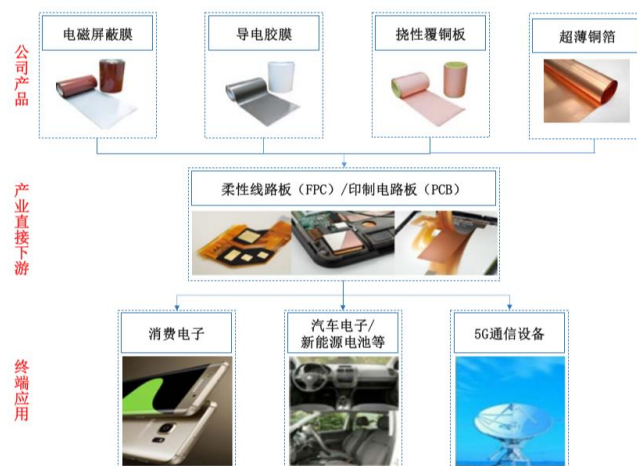 公司产品
电磁屏蔽膜
导电胶膜
挠性覆铜板
超薄铜箔
产业直接下游
柔性线路板（FPC）/印制电路板（PCB）
终端应用
消费电子
汽车电子/
新能源电池等
5G通信设备